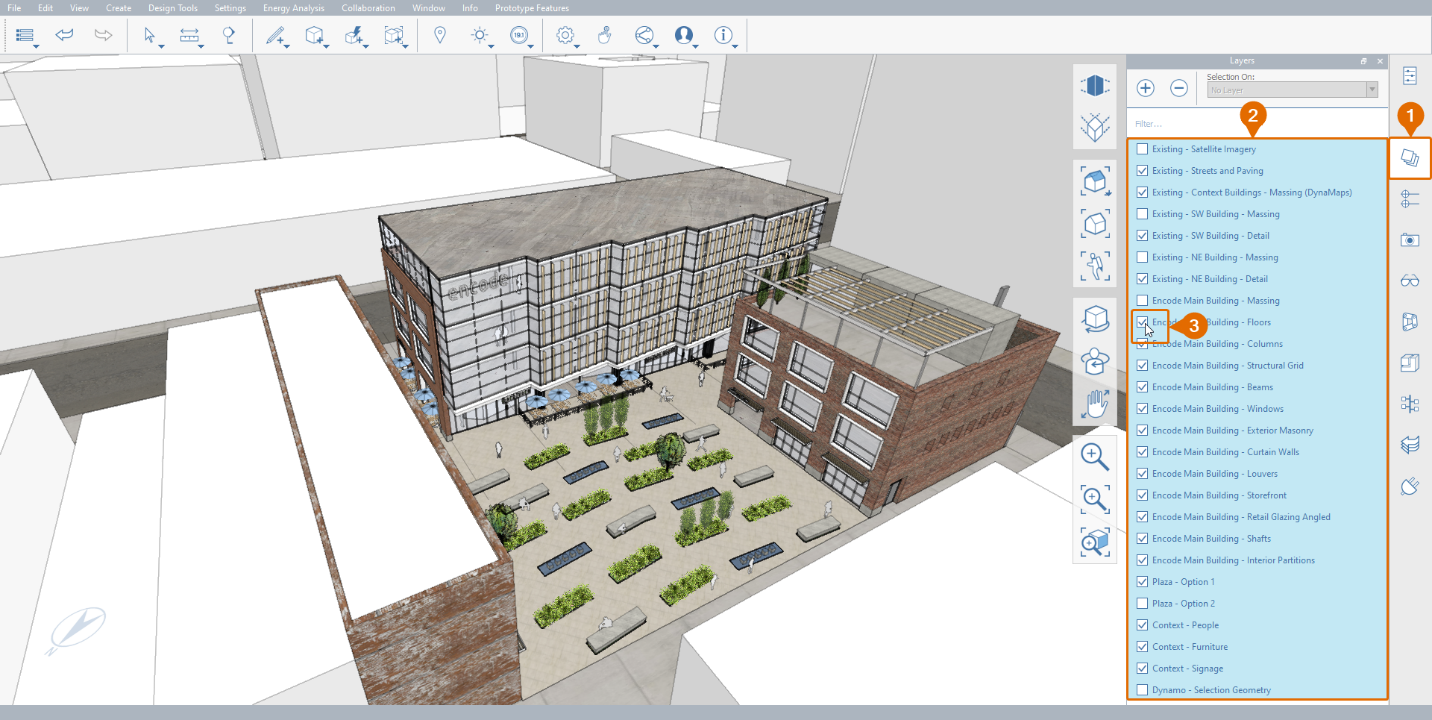 File Edit View Create Design Tools Settings Energy Analysis Collaboration Window Info Prototype Features
19.1
Layers
Selection On:
No Layer
Filter...
2
1
Existing - Satellite Imagery
Existing - Streets and Paving
Existing - Context Buildings - Massing (DynaMaps)
Existing - SW Building - Massing
Existing - SW Building - Detail
Existing - NE Building - Massing
Existing - NE Building - Detail
Encode Main Building - Massing
Building - Floors
3
Encode Main Building - Columns
Encode Main Building - Structural Grid
Encode Main Building - Beams
Encode Main Building - Windows
Encode Main Building - Exterior Masonry
Encode Main Building - Curtain Walls
Encode Main Building - Louvers
Encode Main Building - Storefront
Encode Main Building - Retail Glazing Angled
Encode Main Building - Shafts
Encode Main Building - Interior Partitions
Plaza - Option 1
Plaza - Option 2
Context - People
Context - Furniture
Context - Signage
Dynamo - Selection Geometry
encode
N